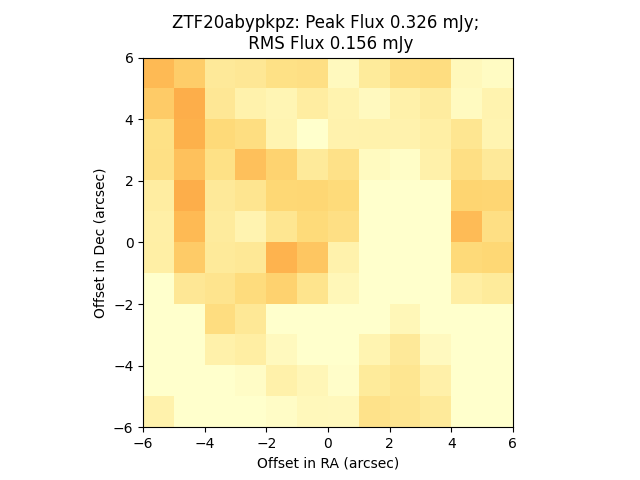 ZTF20abypkpz: Peak Flux 0.326 mJy;
RMS Flux 0.156 mJy
6
4
2
0
−2
−4
−6
Offset in Dec (arcsec)
−6 −4 −2 0 2 4 6
Offset in RA (arcsec)